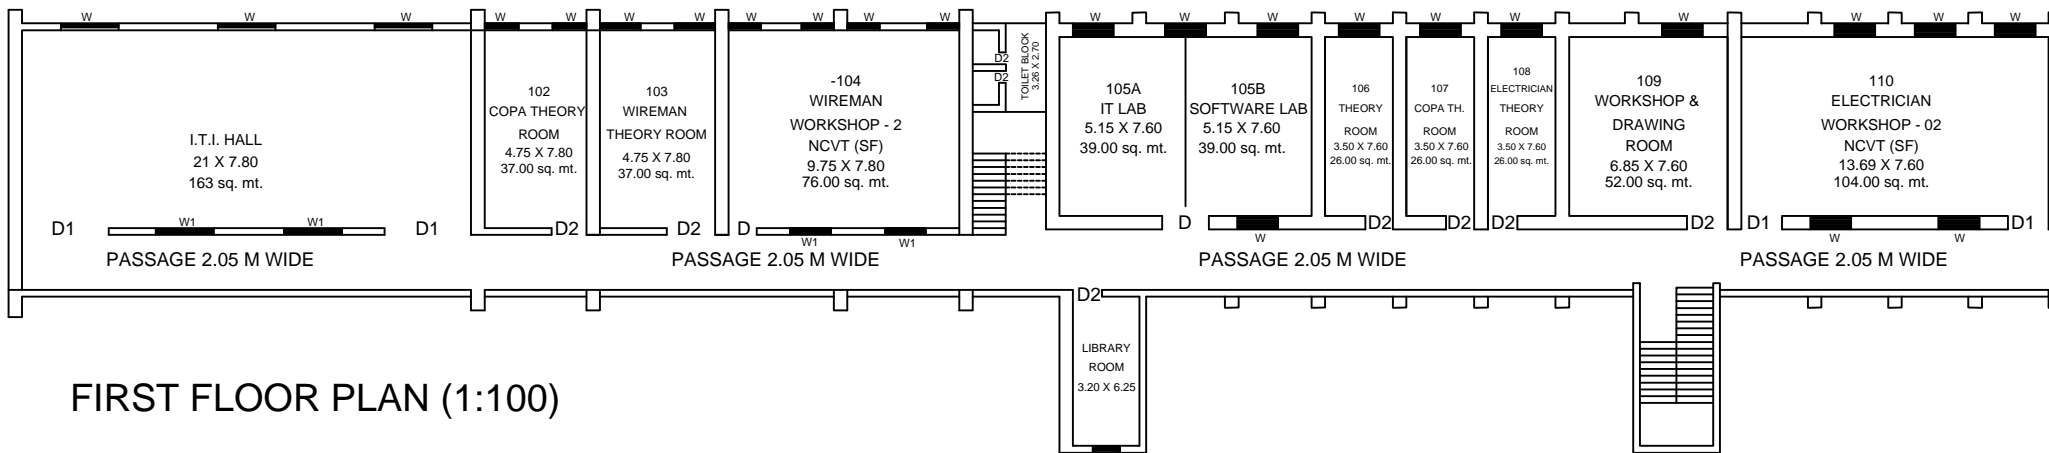 W W W W W W W W W W W W W W W W W W W W W
I.T.I. HALL
21 X 7.80
163 sq. mt.
102
COPA THEORY
ROOM
4.75 X 7.80
37.00 sq. mt.
103
WIREMAN
THEORY ROOM
4.75 X 7.80
37.00 sq. mt.
-104
WIREMAN
WORKSHOP - 2
NCVT (SF)
9.75 X 7.80
76.00 sq. mt.
D2
D2
TOILET BLOCK
3.26 X 2.70
105A
IT LAB
5.15 X 7.60
39.00 sq. mt.
105B
SOFTWARE LAB
5.15 X 7.60
39.00 sq. mt.
106
THEORY
ROOM
3.50 X 7.60
26.00 sq. mt.
107
COPA TH.
ROOM
3.50 X 7.60
26.00 sq. mt.
108
ELECTRICIAN
THEORY
ROOM
3.50 X 7.60
26.00 sq. mt.
109
WORKSHOP &
DRAWING
ROOM
6.85 X 7.60
52.00 sq. mt.
110
ELECTRICIAN
WORKSHOP - 02
NCVT (SF)
13.69 X 7.60
104.00 sq. mt.
D1 W1 W1 D1 D2 D2 D W1 W1 D W D2 D2 D2 D2 D1 W W D1
PASSAGE 2.05 M WIDE PASSAGE 2.05 M WIDE PASSAGE 2.05 M WIDE PASSAGE 2.05 M WIDE
D2
LIBRARY
ROOM
3.20 X 6.25
FIRST FLOOR PLAN (1:100)